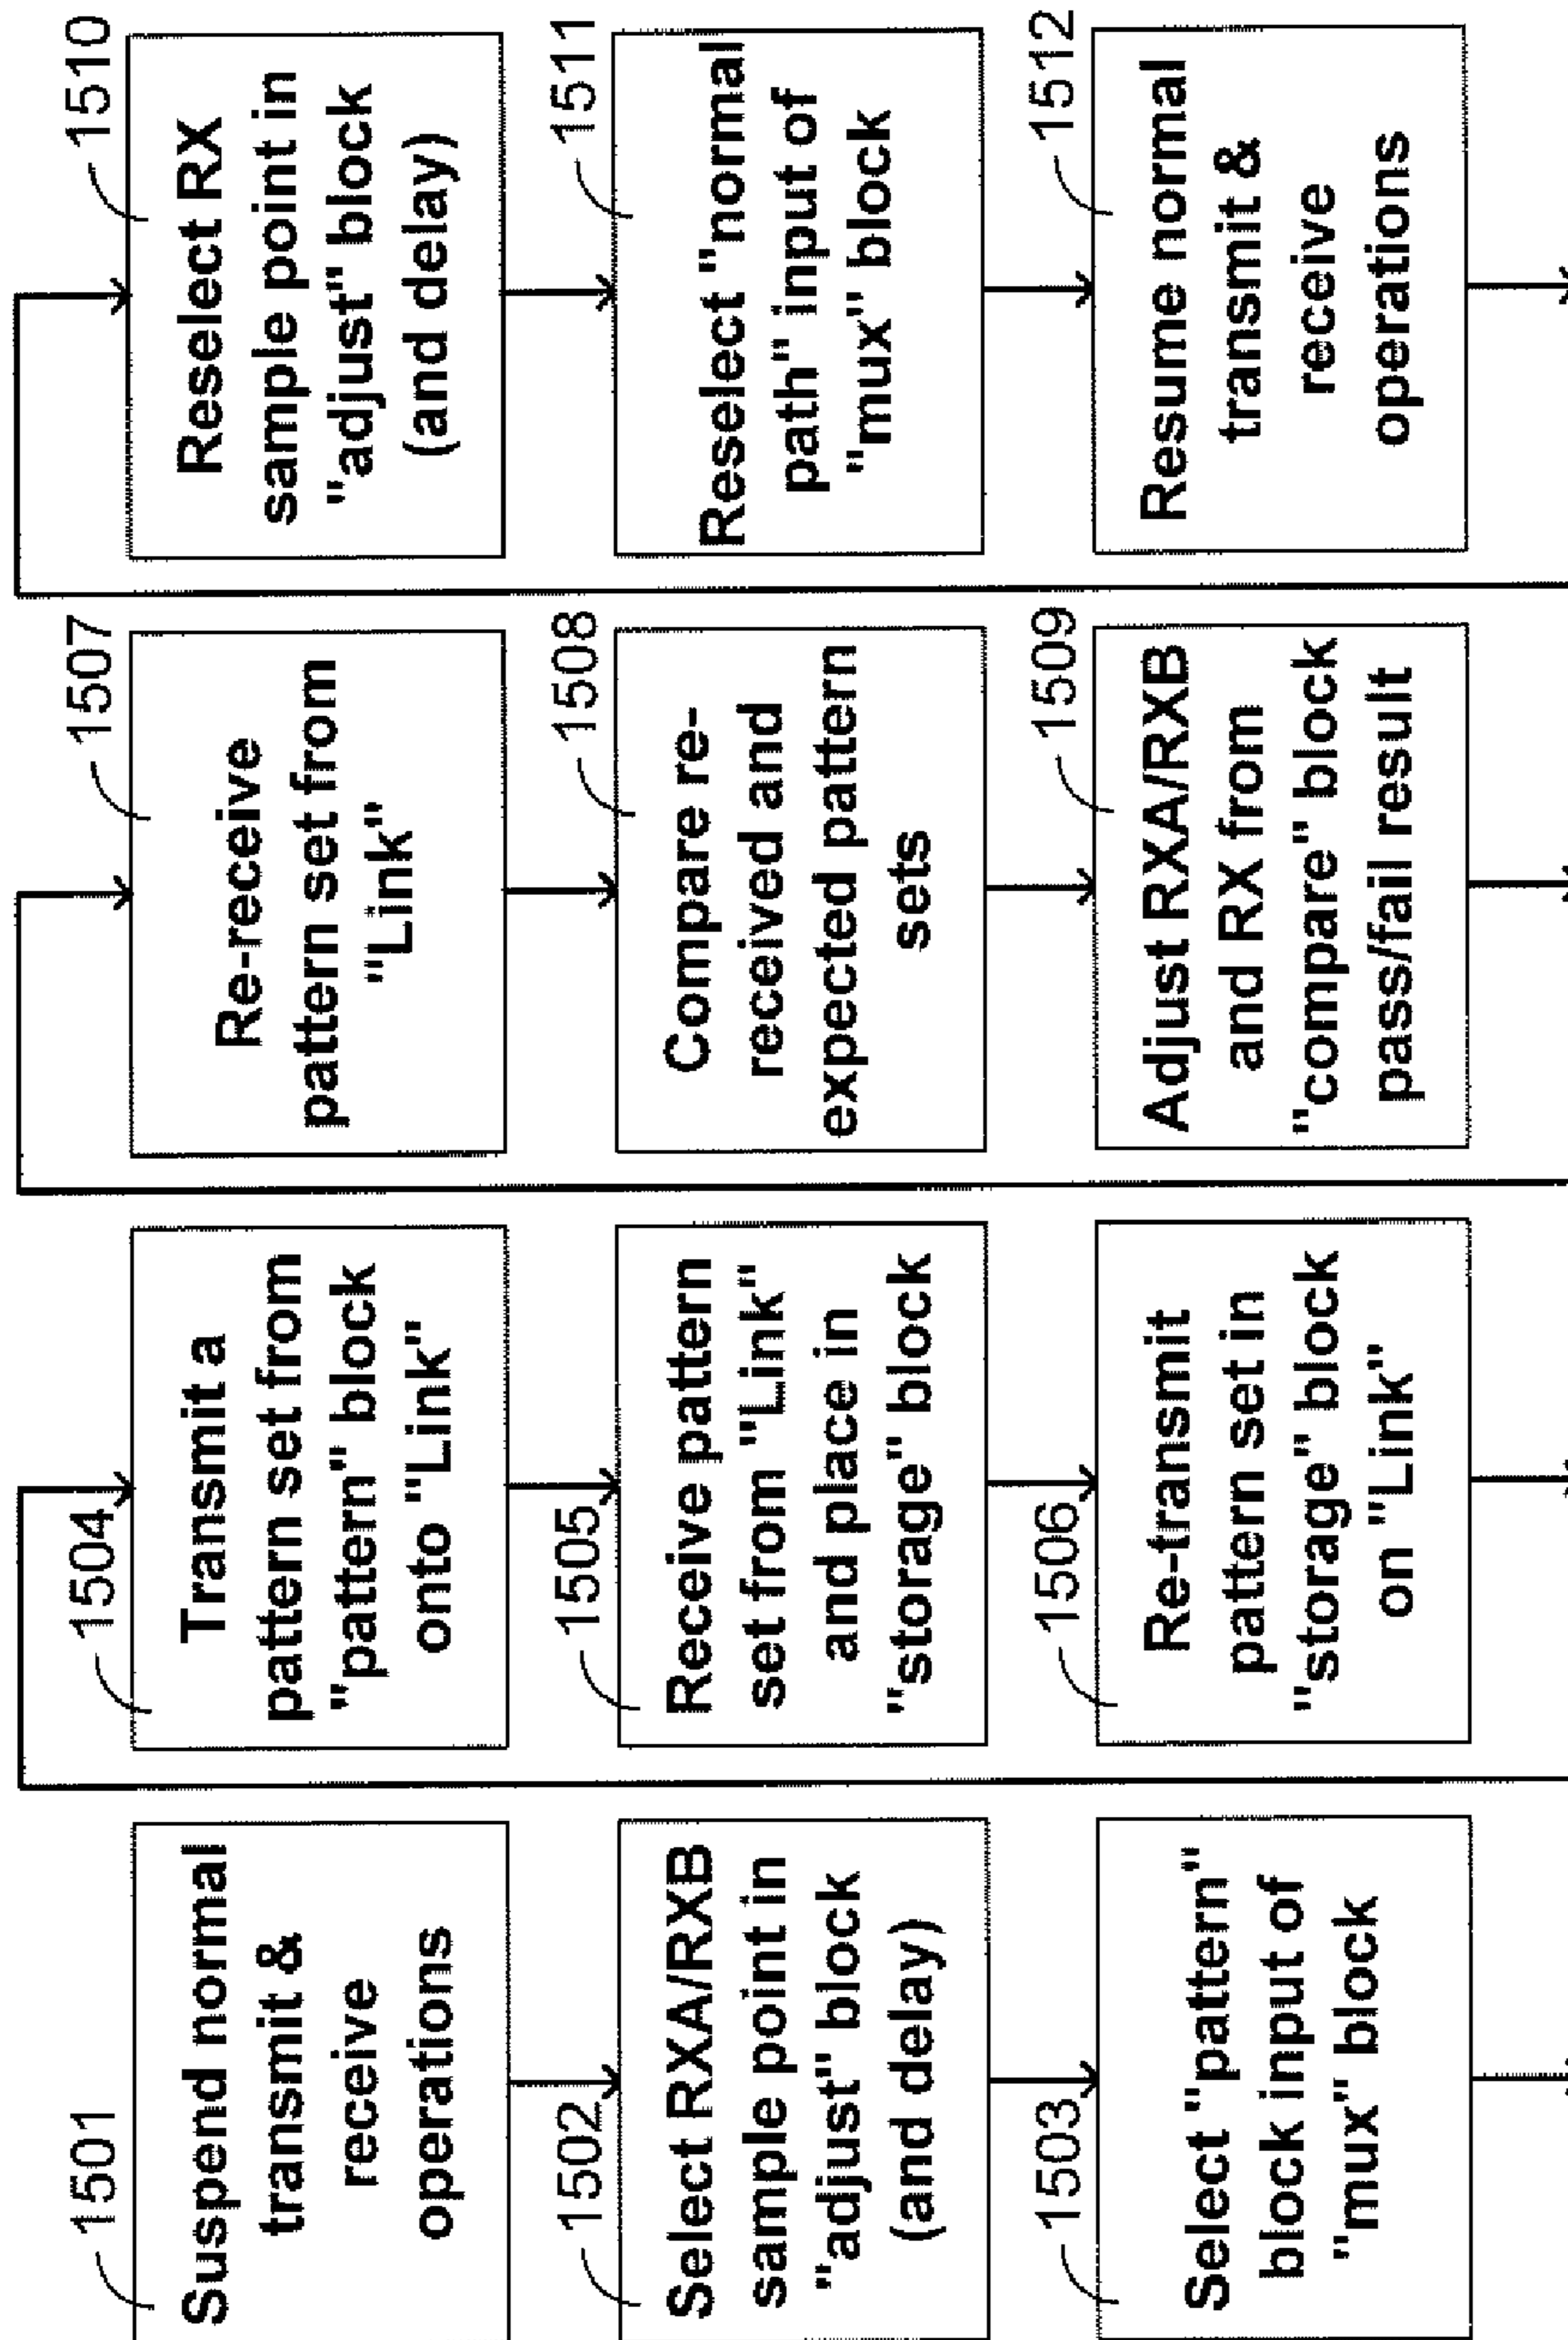 1501
Suspend normal
transmit &
receive
operations
1502
Select RXA/RXB
sample point in
"adjust" block
(and delay)
1503
Select "pattern"
block input of
"mux" block
1504
Transmit a
pattern set from
"pattern" block
onto "Link"
1505
Receive pattern
set from "Link"
and place in
"storage" block
1506
Re-transmit
pattern set in
"storage" block
on "Link"
1507
Re-receive
pattern set from
"Link"
1508
Compare re-
received and
expected pattern
sets
1509
Adjust RXA/RXB
and RX from
"compare" block
pass/fail result
1510
Reselect RX
sample point in
"adjust" block
(and delay)
1511
Reselect "normal
path" input of
"mux" block
1512
Resume normal
transmit &
receive
operations